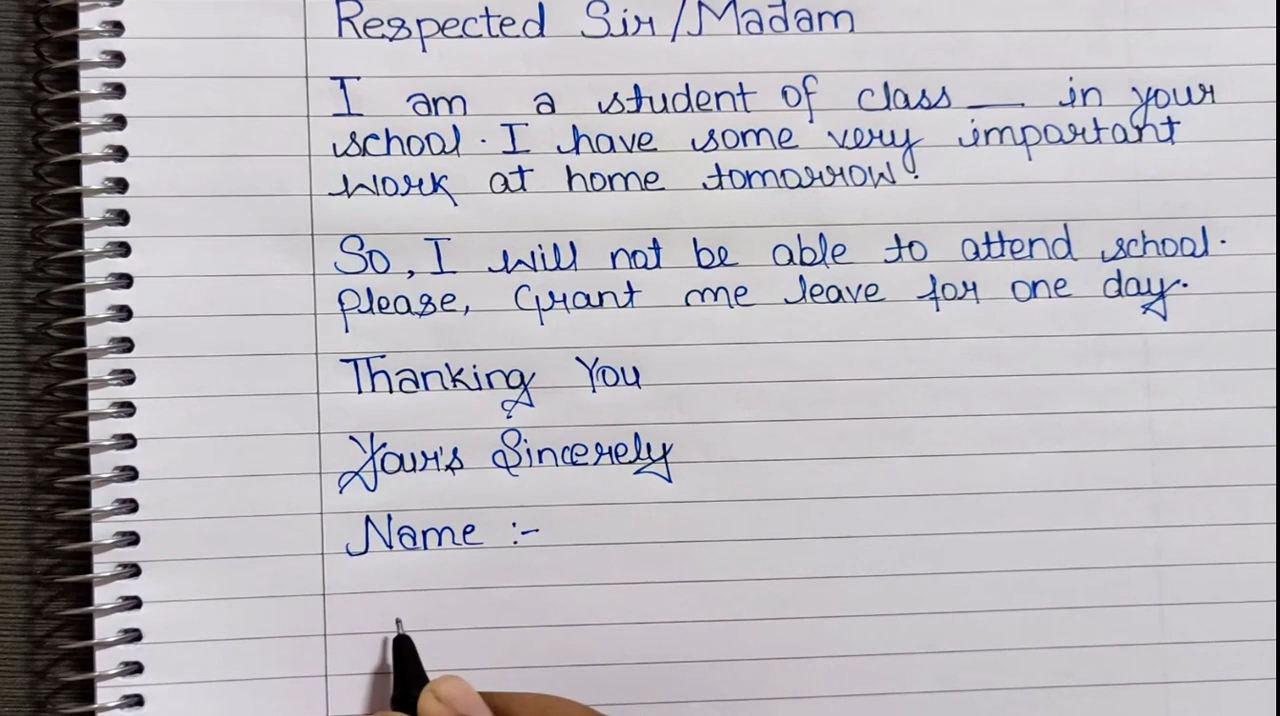 Respected Sir/Madam
I am a student of class __ in your
school. I have some very important
work at home tomorrow.
So, I will not be able to attend school.
please, Grant me leave for one day.
Thanking You
Your's Sincerely
Name :-